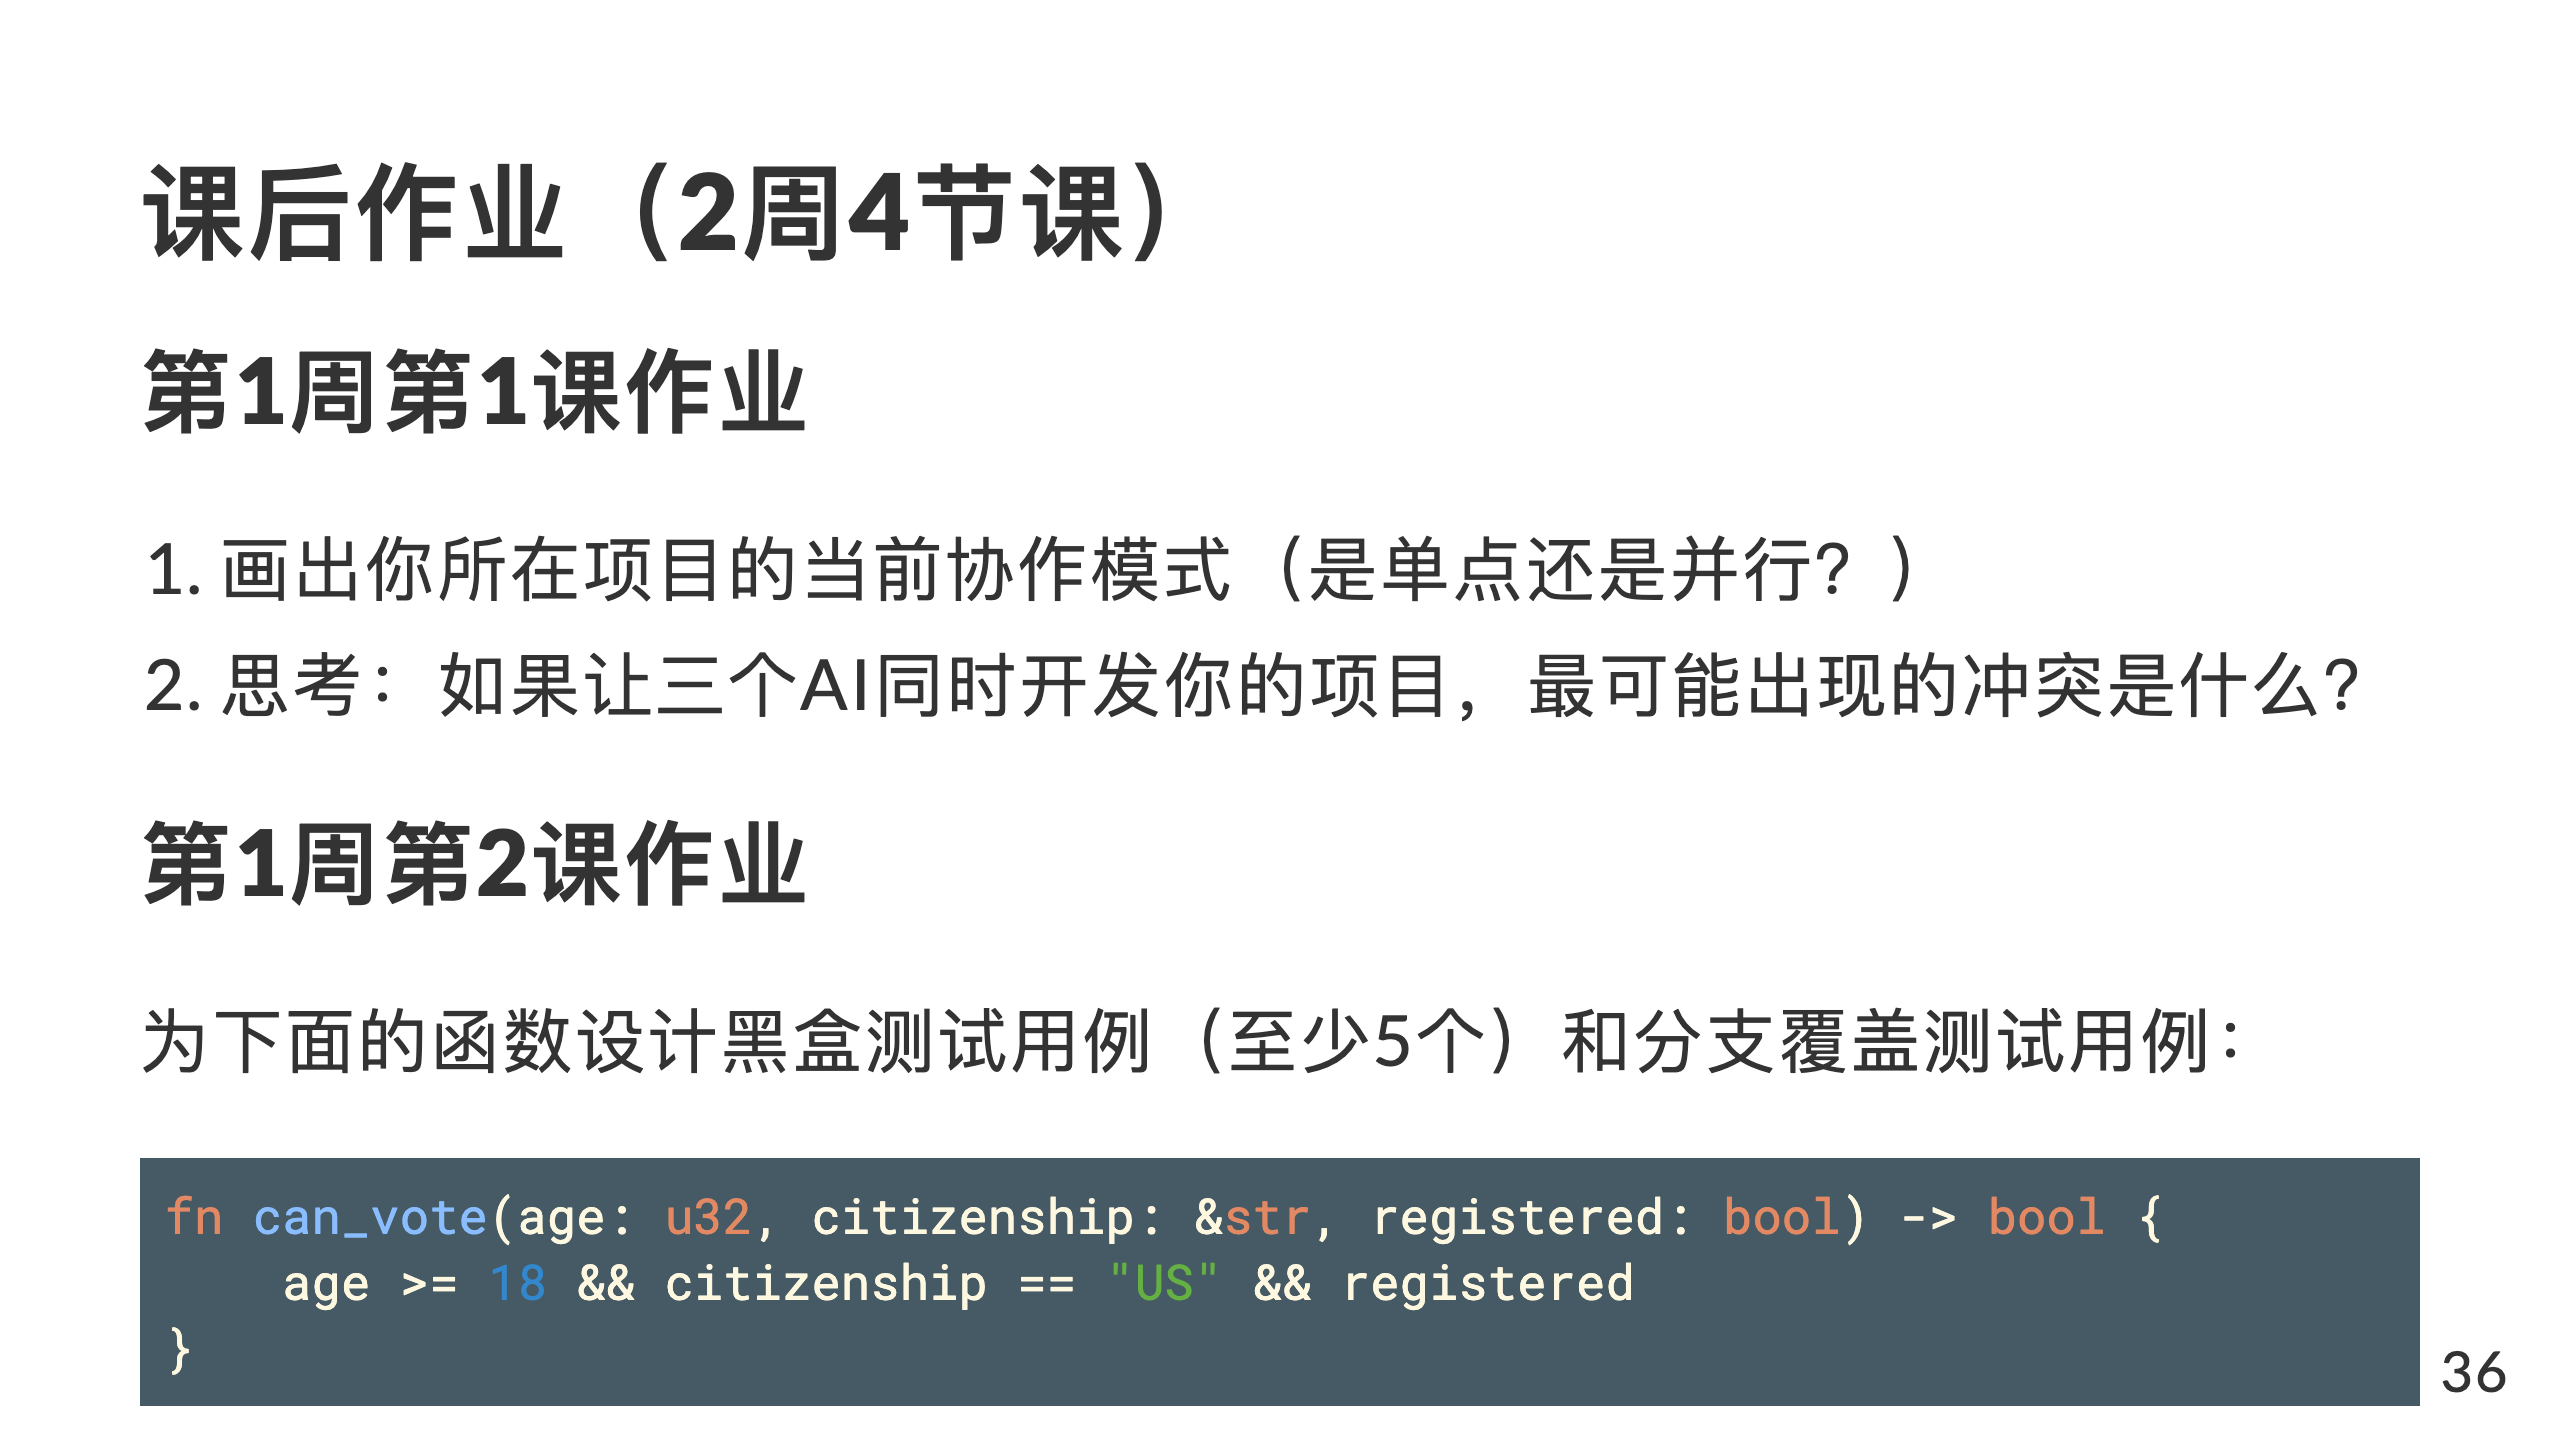 课后作业（2周4节课）
第1周第1课作业
1. 画出你所在项目的当前协作模式（是单点还是并行？）
2. 思考：如果让三个AI同时开发你的项目，最可能出现的冲突是什么？
第1周第2课作业
为下面的函数设计黑盒测试用例（至少5个）和分支覆盖测试用例：
fn can_vote(age: u32, citizenship: &str, registered: bool) -> bool {
    age >= 18 && citizenship == "US" && registered
}
36